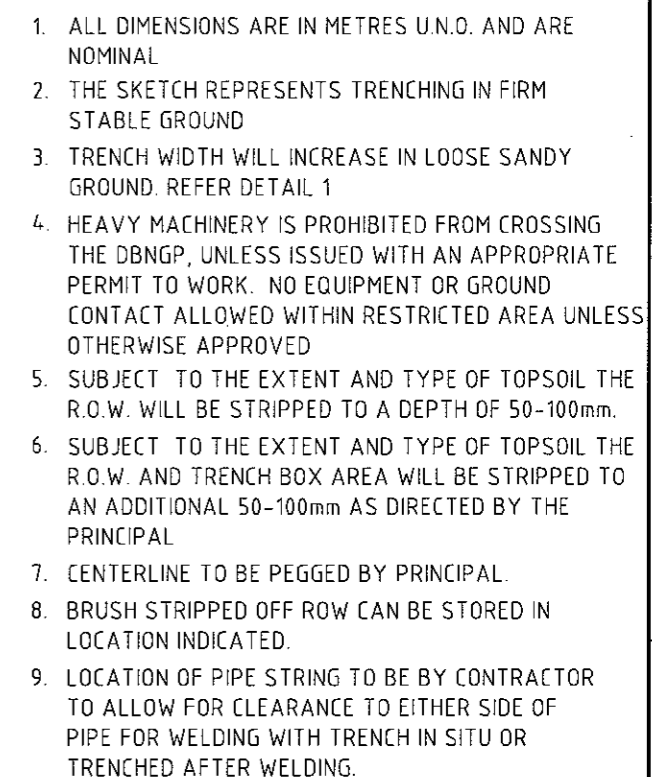 1. ALL DIMENSIONS ARE IN METRES U.N.O. AND ARE
NOMINAL
2. THE SKETCH REPRESENTS TRENCHING IN FIRM
STABLE GROUND
3. TRENCH WIDTH WILL INCREASE IN LOOSE SANDY
GROUND. REFER DETAIL 1
4. HEAVY MACHINERY IS PROHIBITED FROM CROSSING
THE DBNGP, UNLESS ISSUED WITH AN APPROPRIATE
PERMIT TO WORK. NO EQUIPMENT OR GROUND
CONTACT ALLOWED WITHIN RESTRICTED AREA UNLESS
OTHERWISE APPROVED
5. SUBJECT TO THE EXTENT AND TYPE OF TOPSOIL THE
R.O.W. WILL BE STRIPPED TO A DEPTH OF 50-100mm.
6. SUBJECT TO THE EXTENT AND TYPE OF TOPSOIL THE
R.O.W. AND TRENCH BOX AREA WILL BE STRIPPED TO
AN ADDITIONAL 50-100mm AS DIRECTED BY THE
PRINCIPAL
7. CENTERLINE TO BE PEGGED BY PRINCIPAL.
8. BRUSH STRIPPED OFF ROW CAN BE STORED IN
LOCATION INDICATED.
9. LOCATION OF PIPE STRING TO BE BY CONTRACTOR
TO ALLOW FOR CLEARANCE TO EITHER SIDE OF
PIPE FOR WELDING WITH TRENCH IN SITU OR
TRENCHED AFTER WELDING.